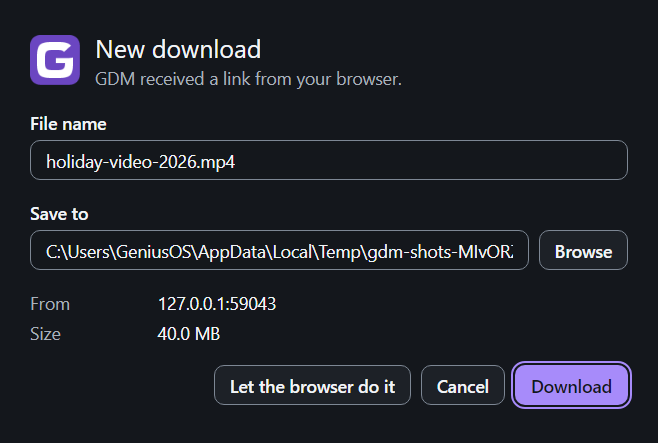 G
New download
GDM received a link from your browser.
File name
holiday-video-2026.mp4
Save to
C:\Users\GeniusOS\AppData\Local\Temp\gdm-shots-MIvORZ
Browse
From 127.0.0.1:59043
Size 40.0 MB
Let the browser do it Cancel Download